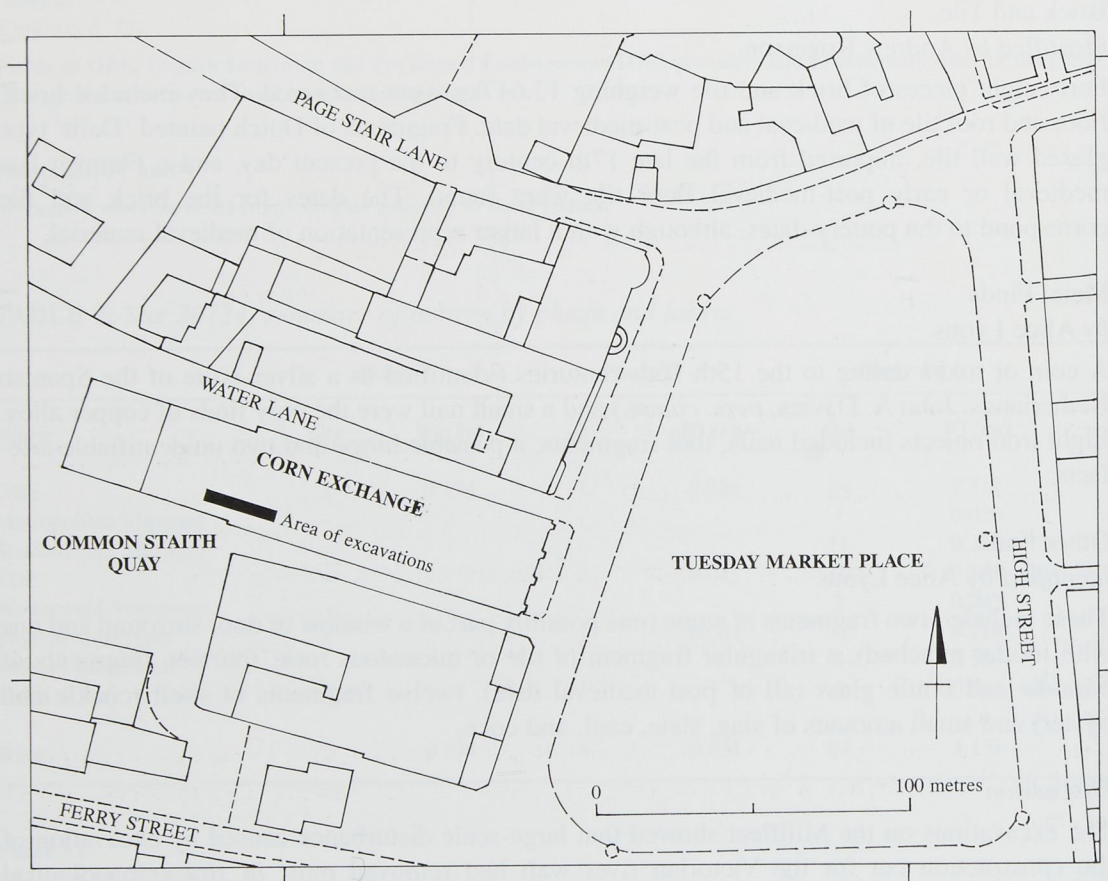 PAGE STAIR LANE
WATER LANE
CORN EXCHANGE
Area of excavations
COMMON STAITH
QUAY
TUESDAY MARKET PLACE
HIGH STREET
0
100 metres
FERRY STREET